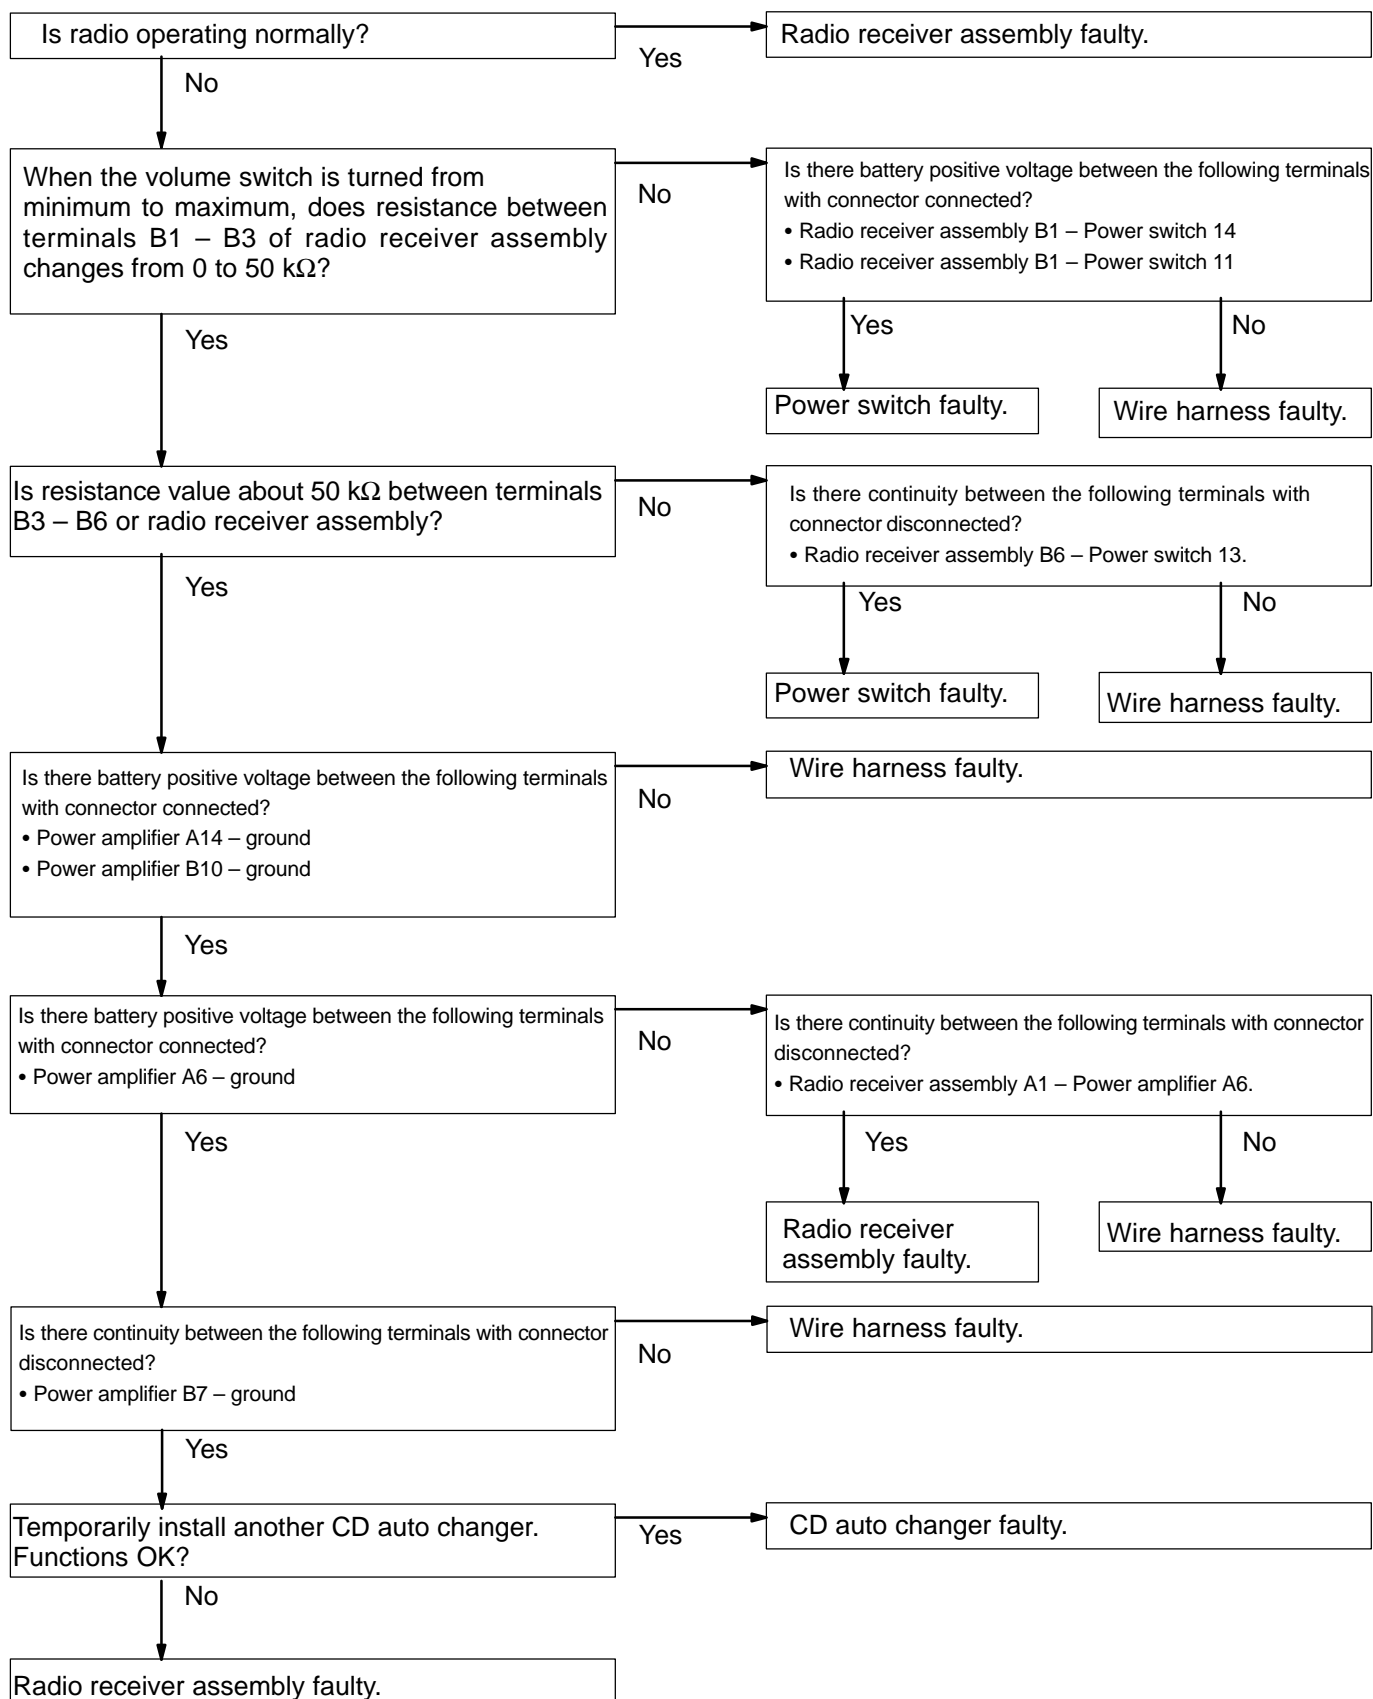 Is radio operating normally?
Yes
Radio receiver assembly faulty.
No
When the volume switch is turned from
minimum to maximum, does resistance between
terminals B1 – B3 of radio receiver assembly
changes from 0 to 50 kΩ?
No
Is there battery positive voltage between the following terminals
with connector connected?
• Radio receiver assembly B1 – Power switch 14
• Radio receiver assembly B1 – Power switch 11
Yes
Yes
No
Power switch faulty.
Wire harness faulty.
Is resistance value about 50 kΩ between terminals
B3 – B6 or radio receiver assembly?
No
Is there continuity between the following terminals with
connector disconnected?
• Radio receiver assembly B6 – Power switch 13.
Yes
Yes
No
Power switch faulty.
Wire harness faulty.
Is there battery positive voltage between the following terminals
with connector connected?
• Power amplifier A14 – ground
• Power amplifier B10 – ground
No
Wire harness faulty.
Yes
Is there battery positive voltage between the following terminals
with connector connected?
• Power amplifier A6 – ground
No
Is there continuity between the following terminals with connector
disconnected?
• Radio receiver assembly A1 – Power amplifier A6.
Yes
Yes
No
Radio receiver
assembly faulty.
Wire harness faulty.
Is there continuity between the following terminals with connector
disconnected?
• Power amplifier B7 – ground
No
Wire harness faulty.
Yes
Temporarily install another CD auto changer.
Functions OK?
Yes
CD auto changer faulty.
No
Radio receiver assembly faulty.